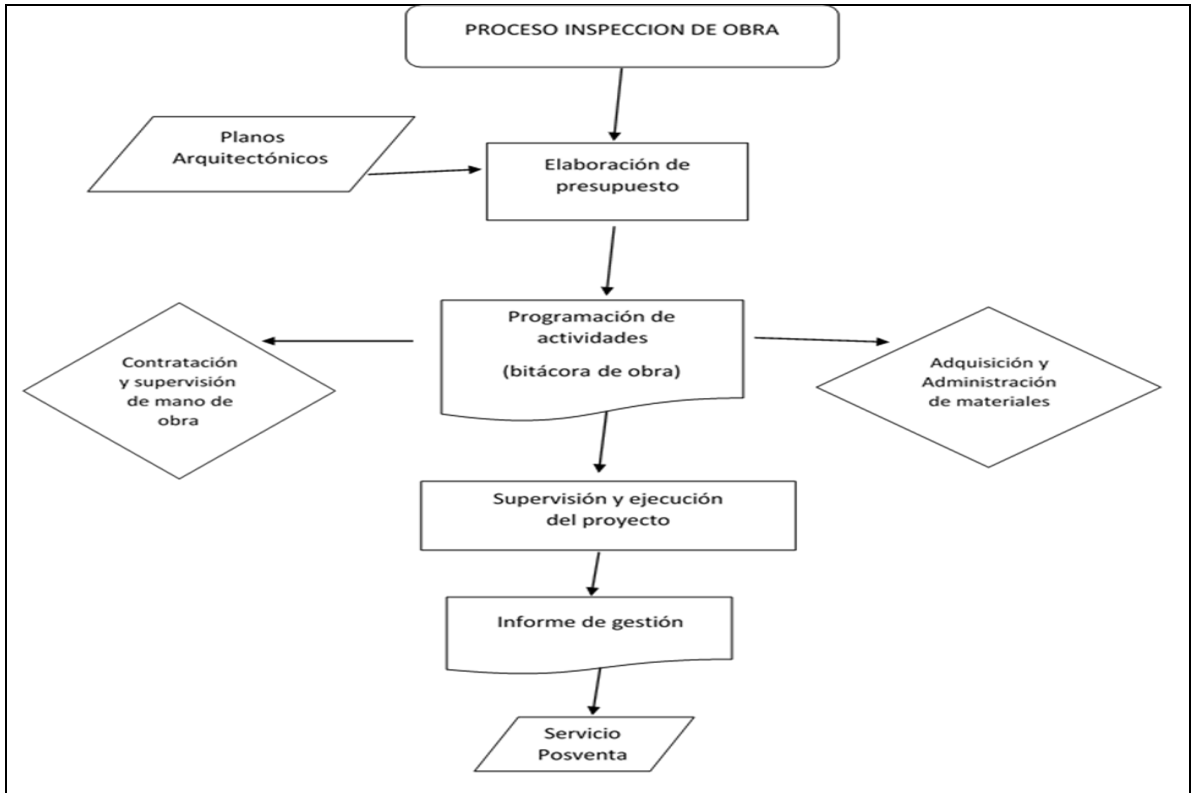 PROCESO INSPECCION DE OBRA
Planos
Arquitectónicos
Elaboración de
presupuesto
Programación de
actividades
(bitácora de obra)
Contratación
y supervisión
de mano de
obra
Adquisición y
Administración
de materiales
Supervisión y ejecución
del proyecto
Informe de gestión
Servicio
Posventa